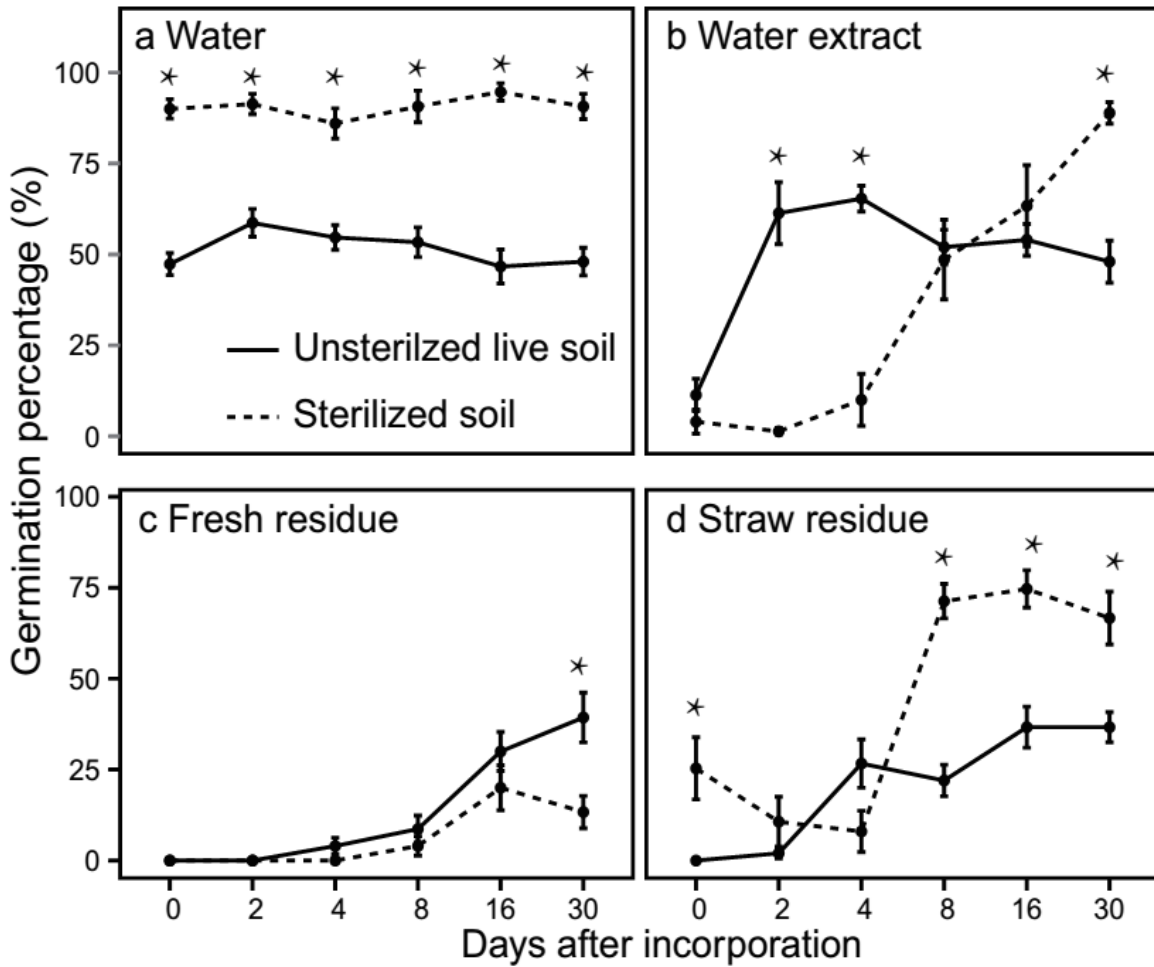 a Water
b Water extract
100
75
50
25
0
Unsterilzed live soil
Sterilized soil
Germination percentage (%)
c Fresh residue
d Straw residue
100
75
50
25
0
0 2 4 8 16 30
0 2 4 8 16 30
Days after incorporation